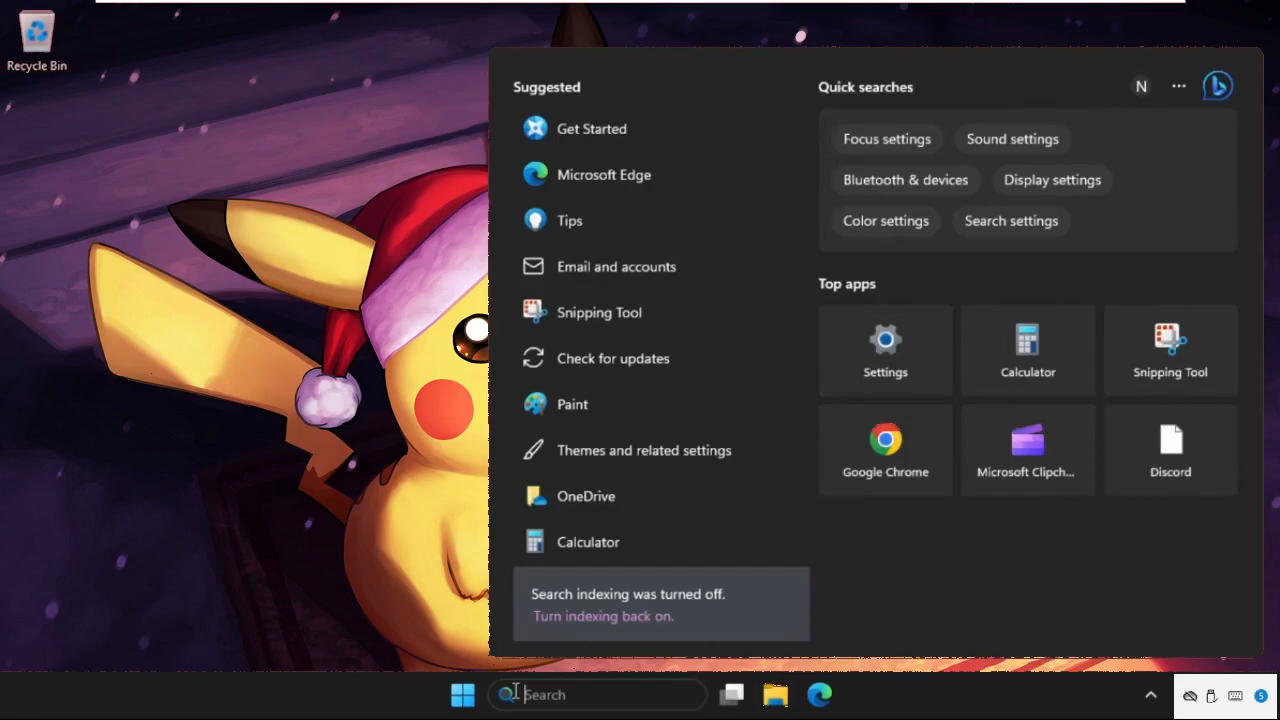 Recycle Bin
Suggested
Get Started
Microsoft Edge
Tips
Email and accounts
Snipping Tool
Check for updates
Paint
Themes and related settings
OneDrive
Calculator
Search indexing was turned off.
Turn indexing back on.
Quick searches
N
Focus settings
Sound settings
Bluetooth & devices
Display settings
Color settings
Search settings
Top apps
Settings
Calculator
Snipping Tool
Google Chrome
Microsoft Clipch...
Discord
Search
5